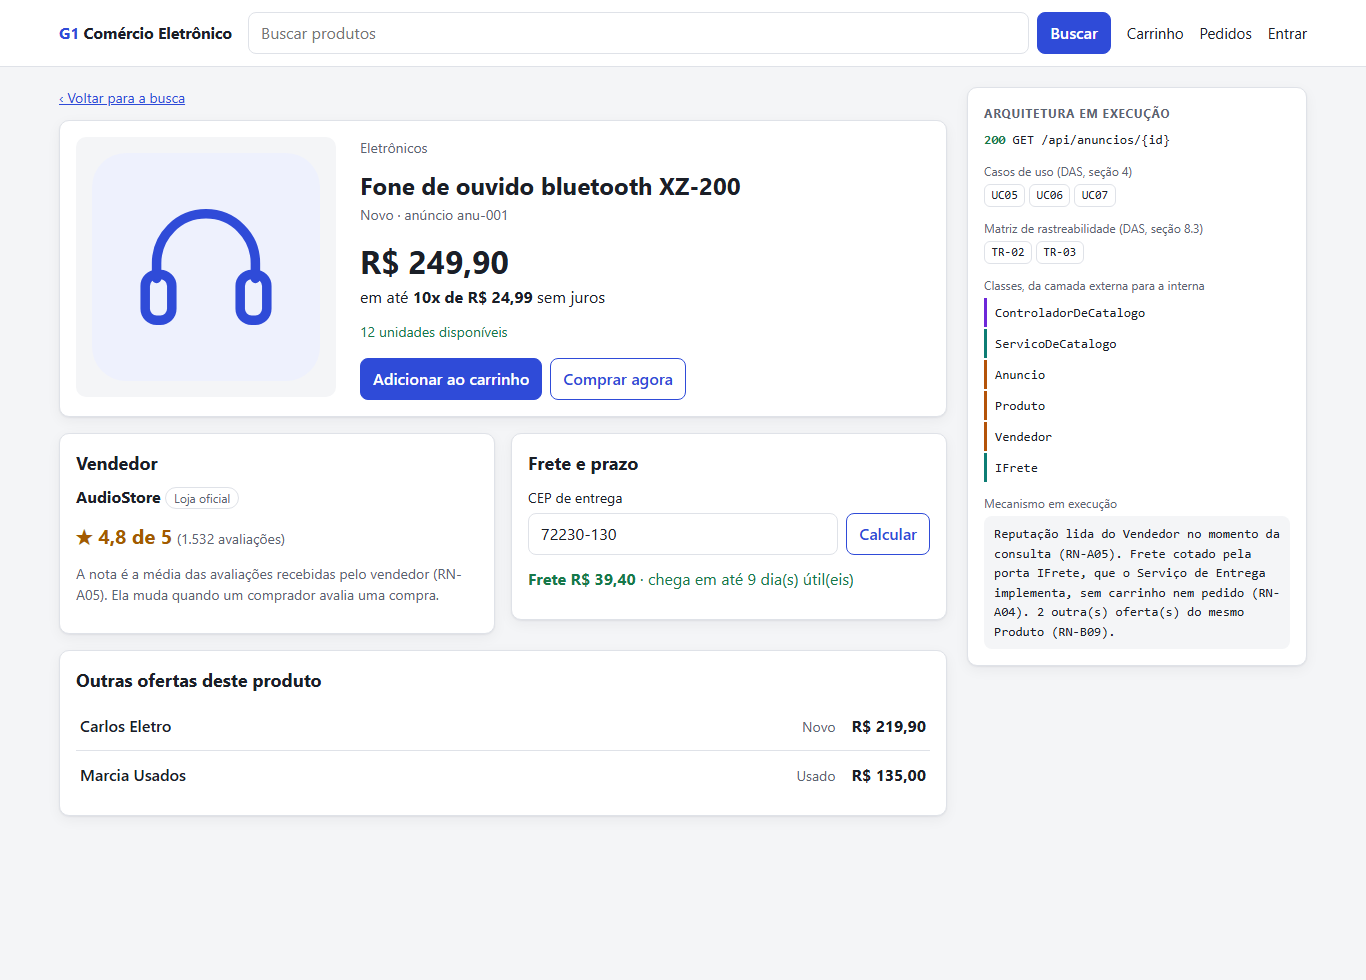 G1 Comércio Eletrônico
Buscar produtos
Buscar
Carrinho
Pedidos
Entrar
‹ Voltar para a busca
Eletrônicos
Fone de ouvido bluetooth XZ-200
Novo · anúncio anu-001
R$ 249,90
em até 10x de R$ 24,99 sem juros
12 unidades disponíveis
Adicionar ao carrinho
Comprar agora
Vendedor
AudioStore Loja oficial
★ 4,8 de 5 (1.532 avaliações)
A nota é a média das avaliações recebidas pelo vendedor (RN-
A05). Ela muda quando um comprador avalia uma compra.
Frete e prazo
CEP de entrega
72230-130
Calcular
Frete R$ 39,40 · chega em até 9 dia(s) útil(eis)
Outras ofertas deste produto
Carlos Eletro Novo R$ 219,90
Marcia Usados Usado R$ 135,00
ARQUITETURA EM EXECUÇÃO
200 GET /api/anuncios/{id}
Casos de uso (DAS, seção 4)
UC05 UC06 UC07
Matriz de rastreabilidade (DAS, seção 8.3)
TR-02 TR-03
Classes, da camada externa para a interna
ControladorDeCatalogo
ServicoDeCatalogo
Anuncio
Produto
Vendedor
IFrete
Mecanismo em execução
Reputação lida do Vendedor no momento da
consulta (RN-A05). Frete cotado pela
porta IFrete, que o Serviço de Entrega
implementa, sem carrinho nem pedido (RN-
A04). 2 outra(s) oferta(s) do mesmo
Produto (RN-B09).